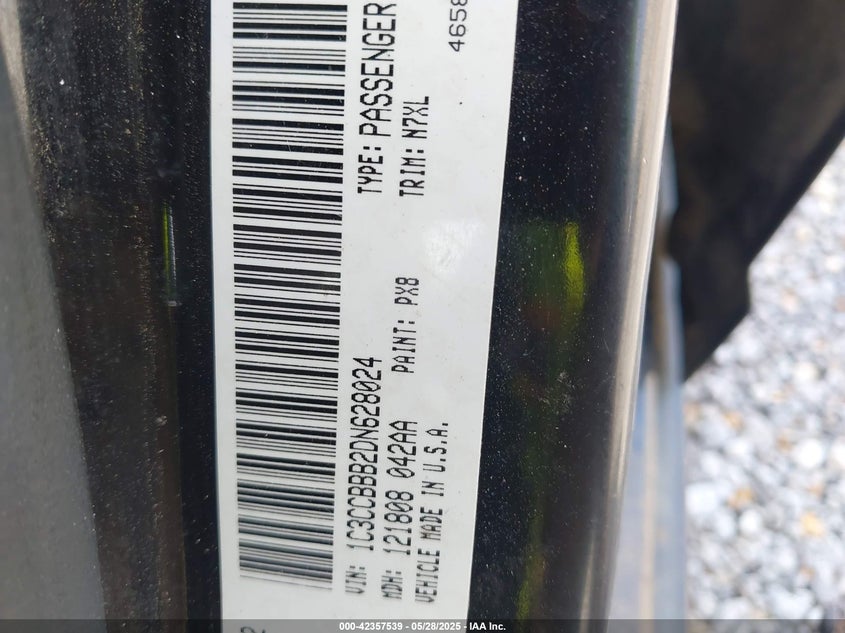 4658
TYPE: PASSENGER
TRIM: N7XL
VIN: 1C3CCBBB2DN628024
PAINT: PX8
MDH: 121808 042AA
VEHICLE MADE IN U.S.A.
000-42357539 - 05/28/2025 - IAA Inc.